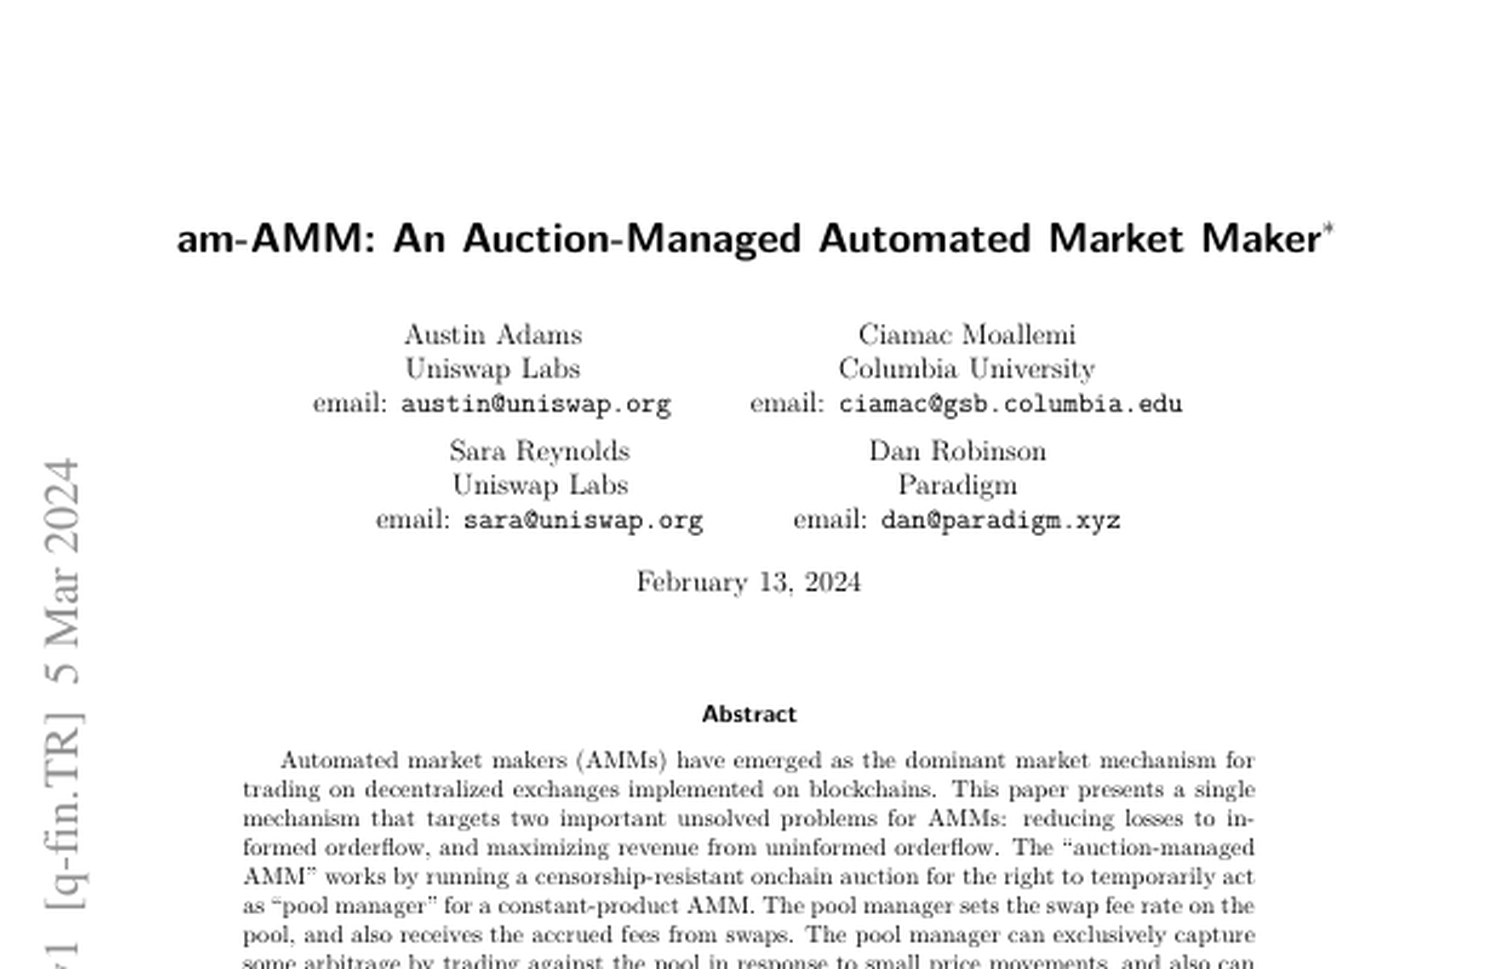 am-AMM: An Auction-Managed Automated Market Maker*
Austin Adams
Uniswap Labs
email: austin@uniswap.org
Ciamac Moallemi
Columbia University
email: ciamac@gsb.columbia.edu
Sara Reynolds
Uniswap Labs
email: sara@uniswap.org
Dan Robinson
Paradigm
email: dan@paradigm.xyz
February 13, 2024
Abstract
Automated market makers (AMMs) have emerged as the dominant market mechanism for
trading on decentralized exchanges implemented on blockchains. This paper presents a single
mechanism that targets two important unsolved problems for AMMs: reducing losses to in-
formed orderflow, and maximizing revenue from uninformed orderflow. The “auction-managed
AMM” works by running a censorship-resistant onchain auction for the right to temporarily act
as “pool manager” for a constant-product AMM. The pool manager sets the swap fee rate on the
pool, and also receives the accrued fees from swaps. The pool manager can exclusively capture
some arbitrage by trading against the pool in response to small price movements, and also can
[q-fin.TR] 5 Mar 2024